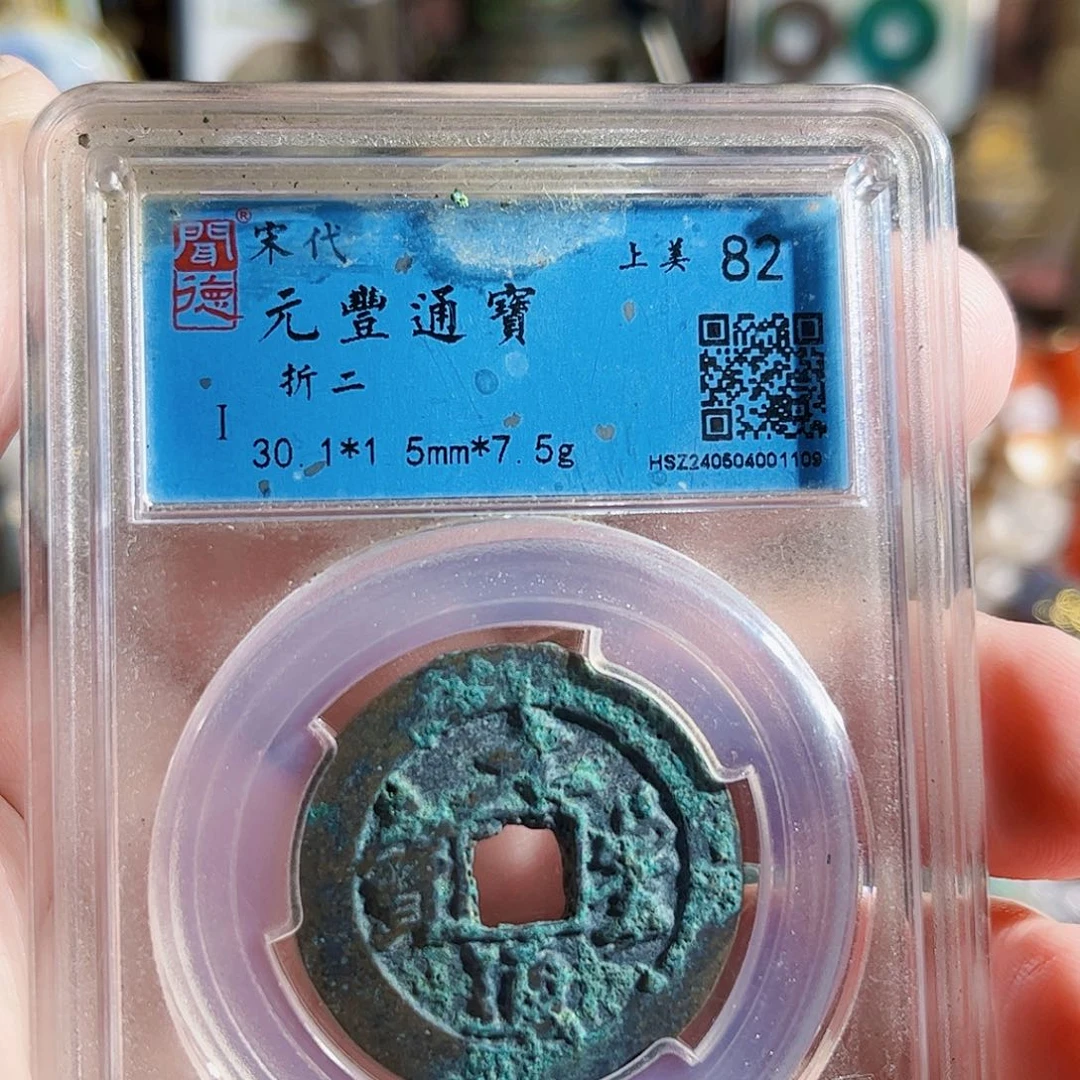 聞德®
宋代
上美 82
元豐通寶
折二
I
30.1*1.5mm*7.5g
HSZ240504001109